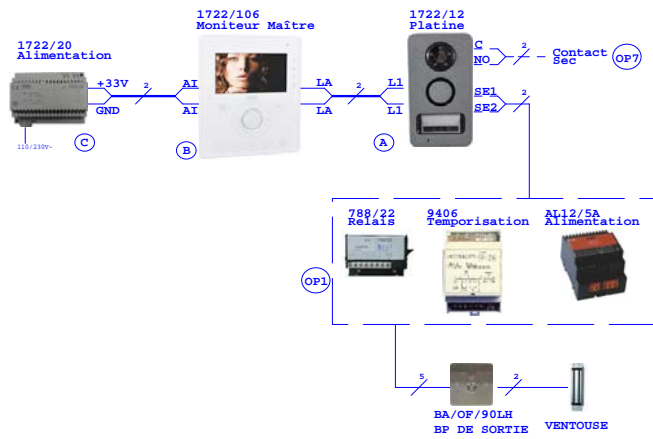 1722/106
Moniteur Maître
1722/12
Platine
1722/20
Alimentation
C
NO
2
Contact
Sec
OP7
+33V
GND
2
AI
AI
LA
LA
2
L1
L1
SE1
SE2
2
110/230V~
C
B
A
788/22
Relais
9406
Temporisation
AL12/5A
Alimentation
OP1
5
2
BA/OF/90LH
BP DE SORTIE
VENTOUSE